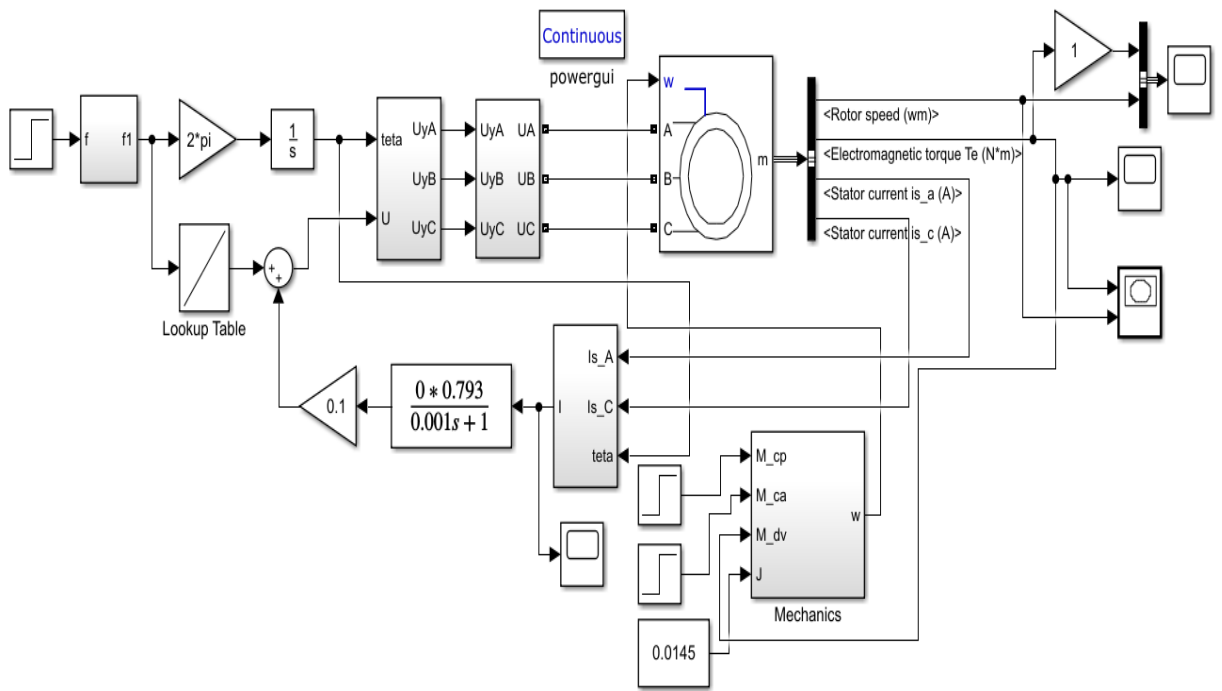 Continuous
powergui
1
f
f1
2*pi
1
s
teta
U
UyA
UyB
UyC
UyA
UyB
UyC
UA
UB
UC
w
A
B
C
m
<Rotor speed (wm)>
<Electromagnetic torque Te (N*m)>
<Stator current is_a (A)>
<Stator current is_c (A)>
+
+
Lookup Table
0.1
0 * 0.793
0.001s + 1
I
Is_A
Is_C
teta
M_cp
M_ca
M_dv
J
w
Mechanics
0.0145